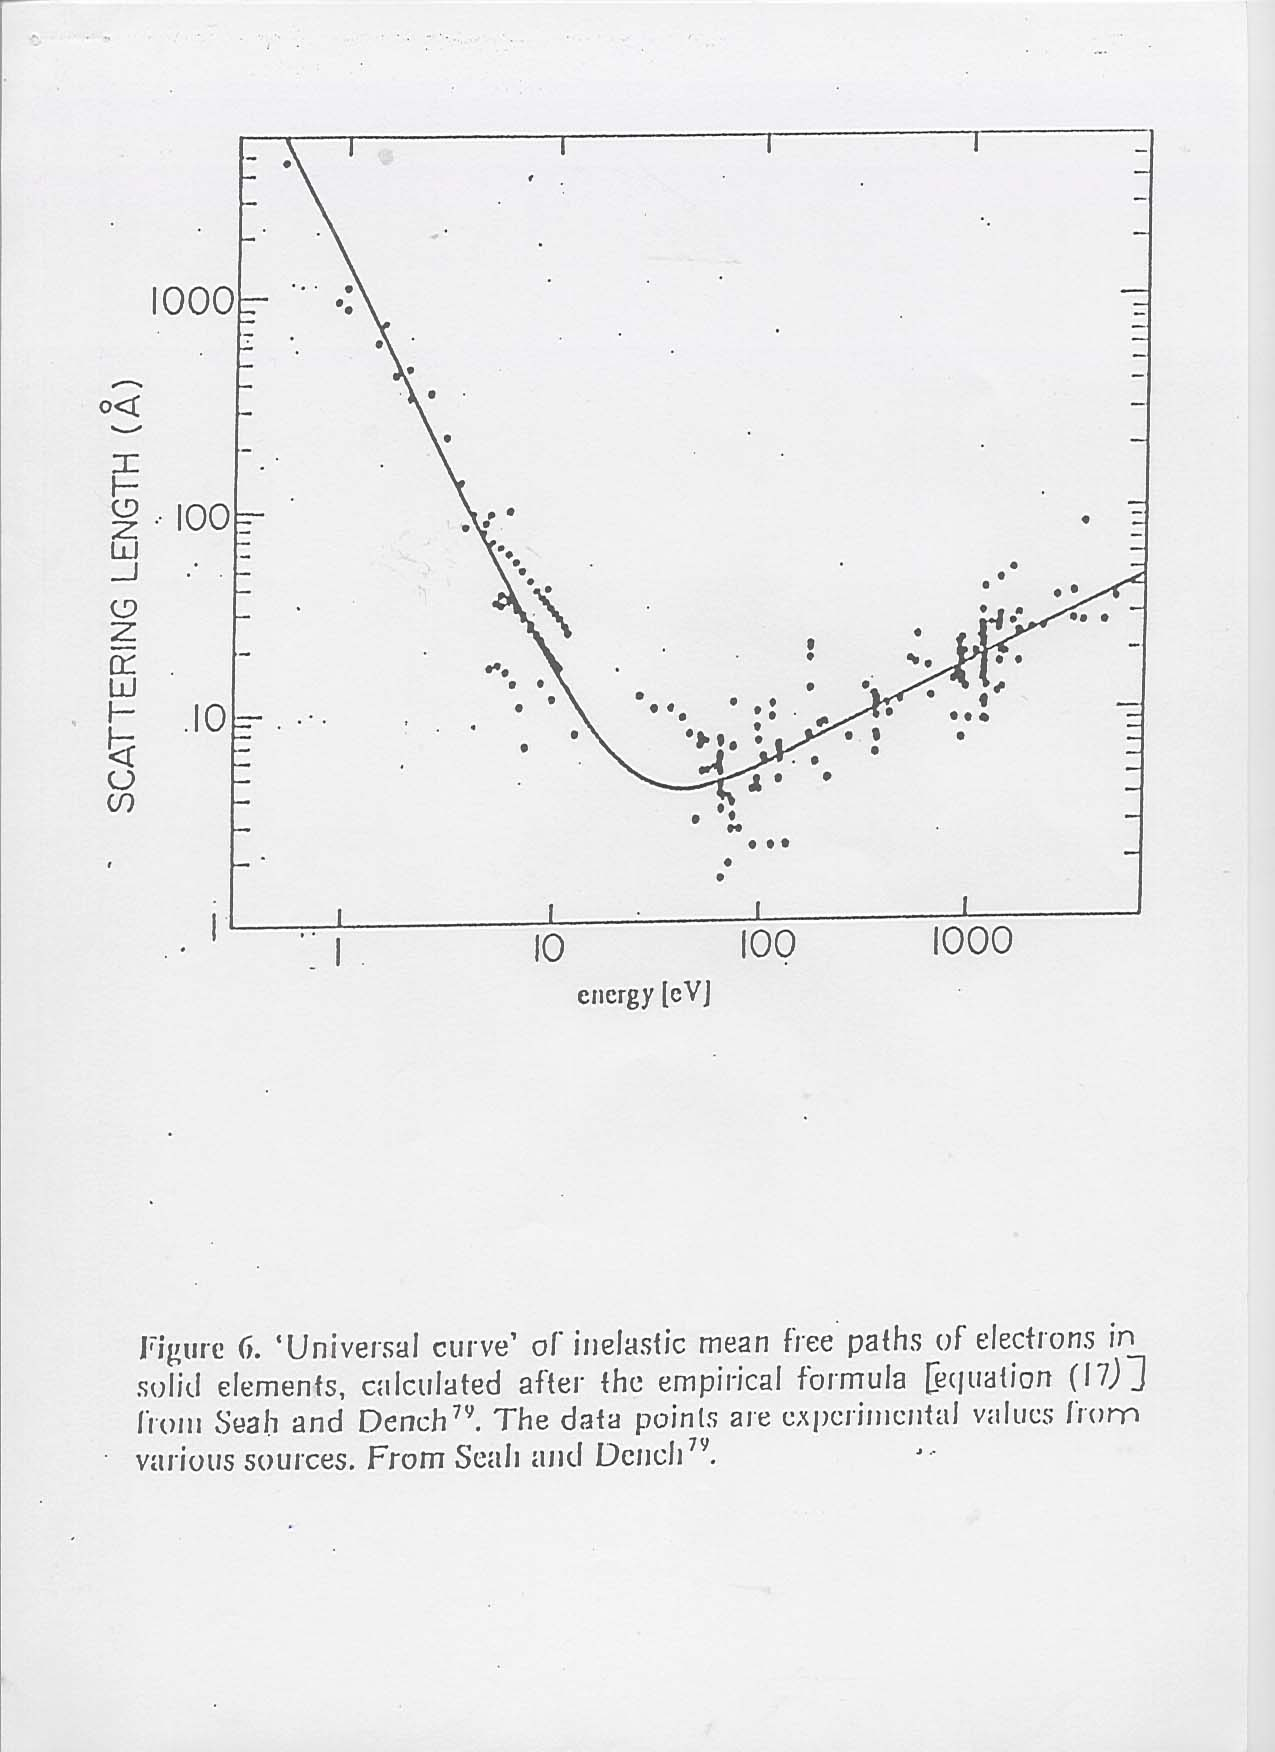 1000
100
10
1
SCATTERING LENGTH (Å)
1
10
100
1000
energy [eV]
Figure 6. 'Universal curve' of inelastic mean free paths of electrons in
solid elements, calculated after the empirical formula [equation (17)]
from Seah and Dench⁷⁹. The data points are experimental values from
various sources. From Seah and Dench⁷⁹.